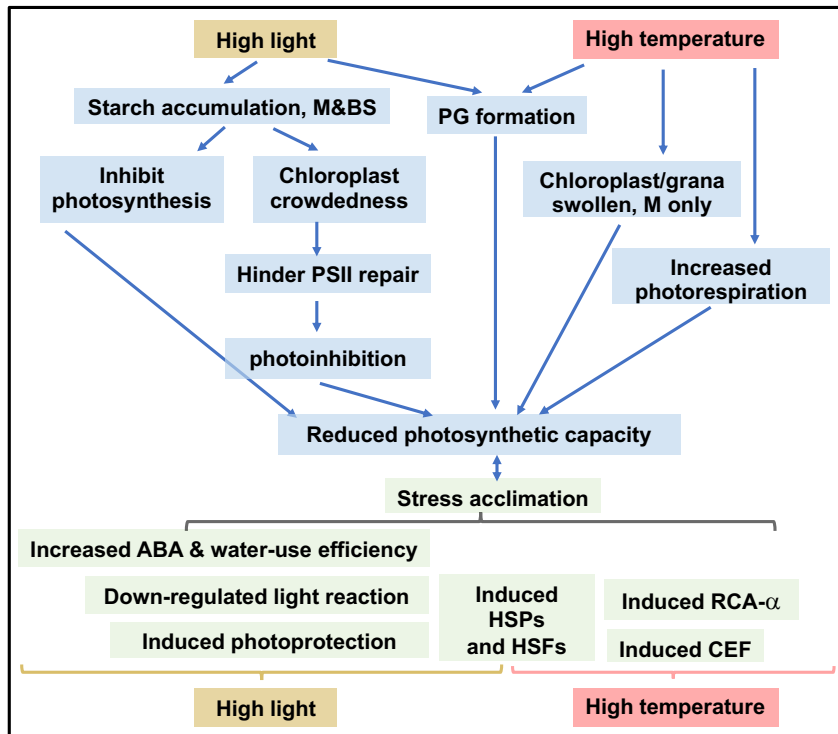 High light
High temperature
Starch accumulation, M&BS
PG formation
Inhibit
photosynthesis
Chloroplast
crowdedness
Chloroplast/grana
swollen, M only
Hinder PSII repair
Increased
photorespiration
photoinhibition
Reduced photosynthetic capacity
Stress acclimation
Increased ABA & water-use efficiency
Down-regulated light reaction
Induced photoprotection
Induced
HSPs
and HSFs
Induced RCA-α
Induced CEF
High light
High temperature